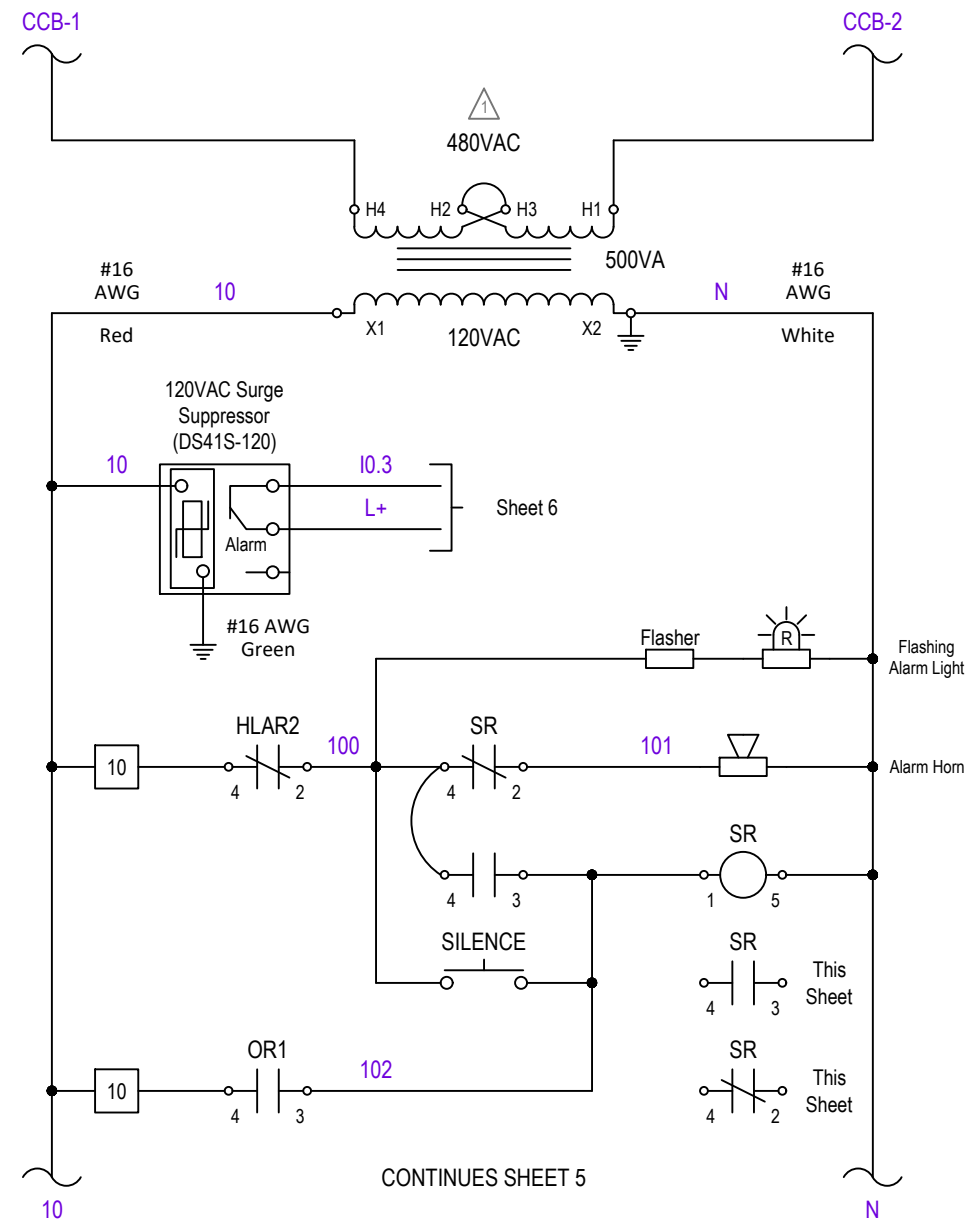 CCB-1
CCB-2
1
480VAC
H4
H2
H3
H1
500VA
#16
AWG
10
Red
X1
120VAC
X2
N
#16
AWG
White
120VAC Surge
Suppressor
(DS41S-120)
10
I0.3
L+
Sheet 6
Alarm
#16 AWG
Green
Flasher
R
Flashing
Alarm Light
10
HLAR2
4
2
100
SR
4
2
101
Alarm Horn
4
3
SR
1
5
SILENCE
SR
4
3
This
Sheet
10
OR1
4
3
102
SR
4
2
This
Sheet
CONTINUES SHEET 5
10
N